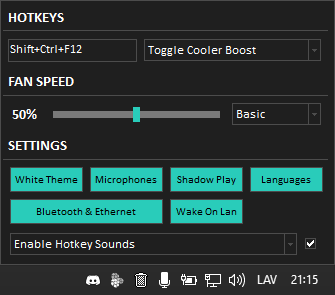 HOTKEYS
Shift+Ctrl+F12 Toggle Cooler Boost
FAN SPEED
50% Basic
SETTINGS
White Theme Microphones Shadow Play Languages
Bluetooth & Ethernet Wake On Lan
Enable Hotkey Sounds
LAV 21:15